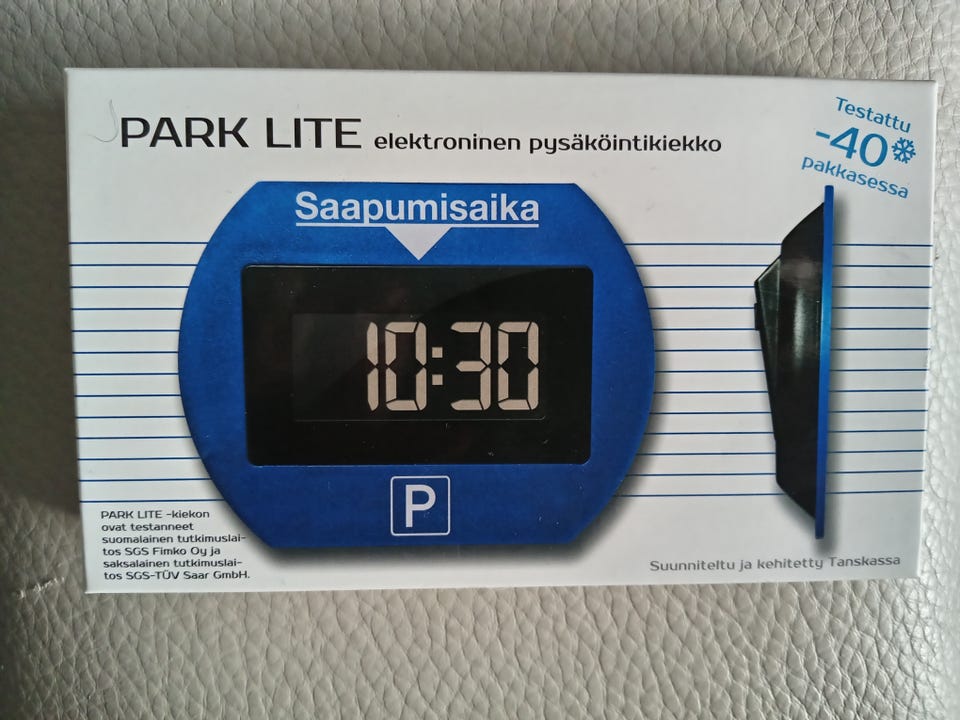 PARK LITE elektroninen pysäköintikiekko
Testattu
-40
pakkasessa
Saapumisaika
10:30
P
PARK LITE -kiekon
ovat testanneet
suomalainen tutkimuslai-
tos SGS Fimko Oy ja
saksalainen tutkimuslai-
tos SGS-TÜV Saar GmbH.
Suunniteltu ja kehitetty Tanskassa